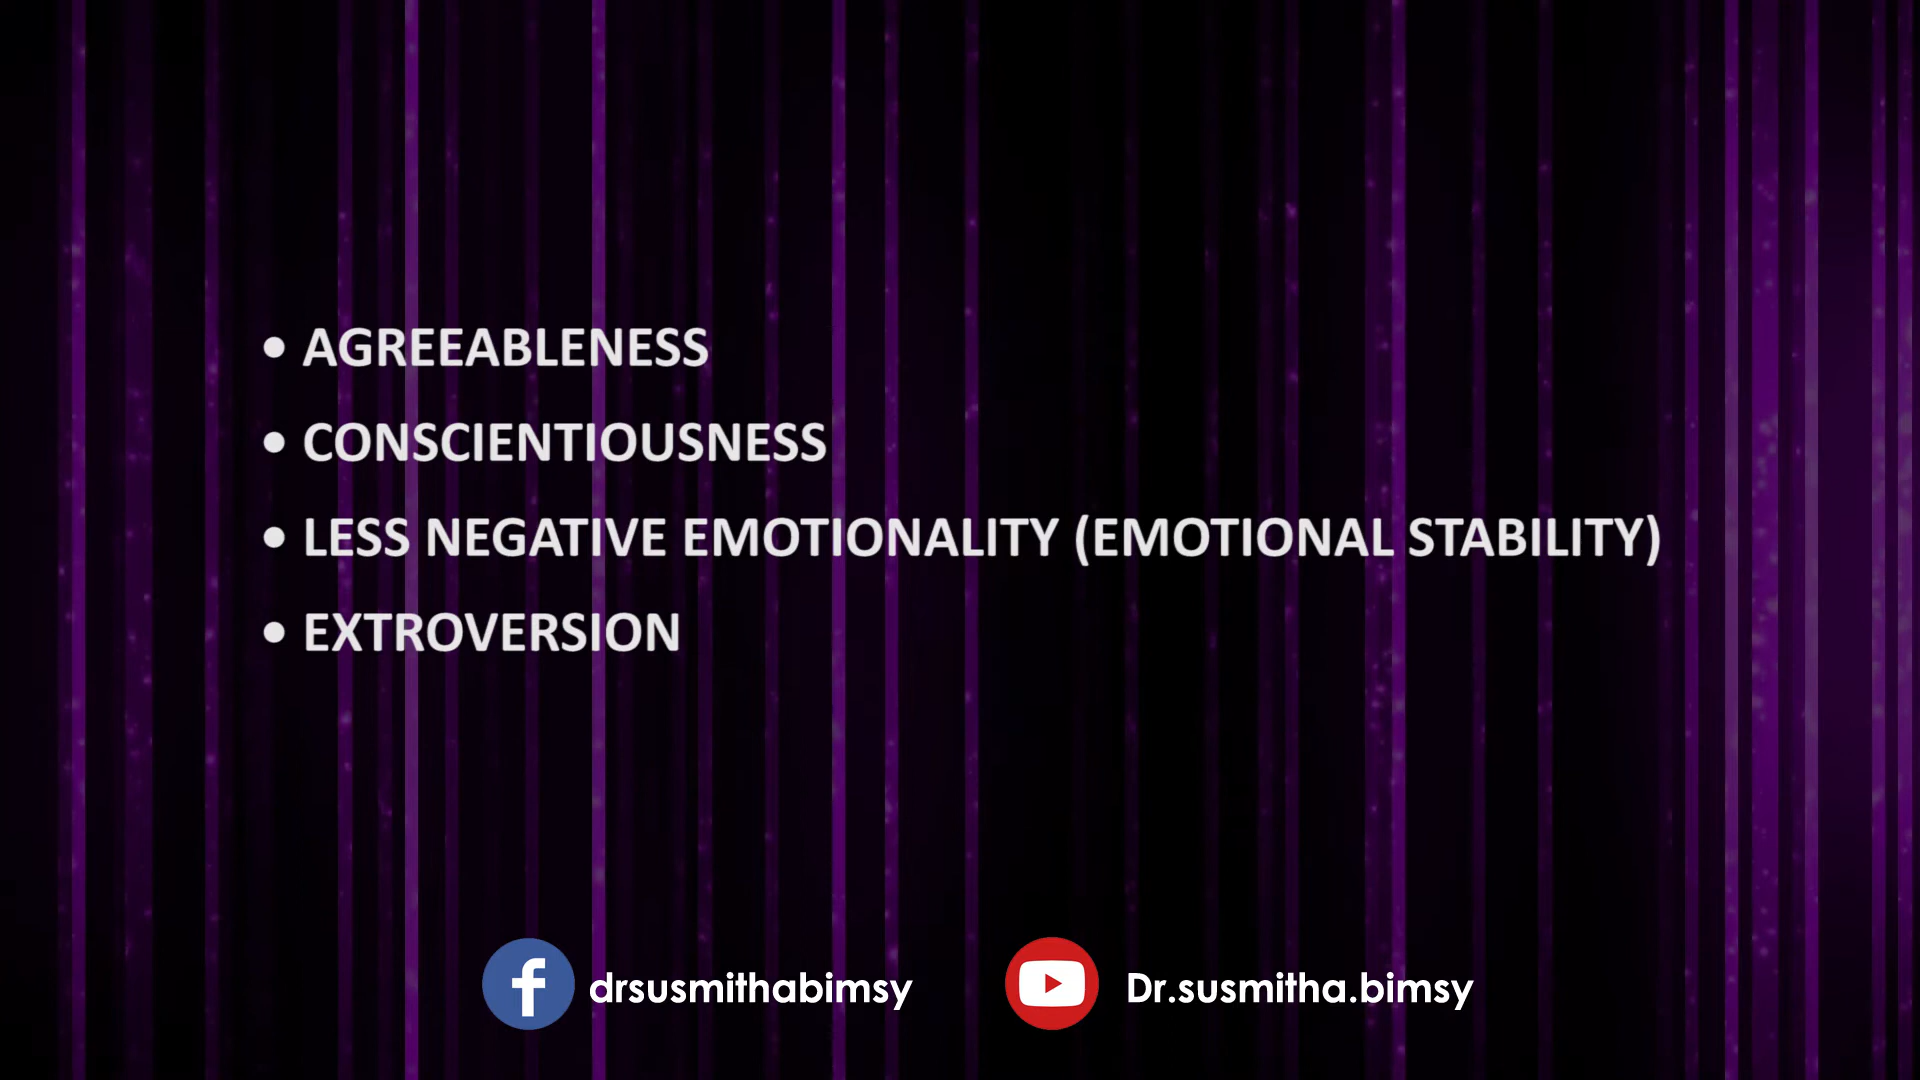 • AGREEABLENESS
• CONSCIENTIOUSNESS
• LESS NEGATIVE EMOTIONALITY (EMOTIONAL STABILITY)
• EXTROVERSION
drsusmithabimsy
Dr.susmitha.bimsy